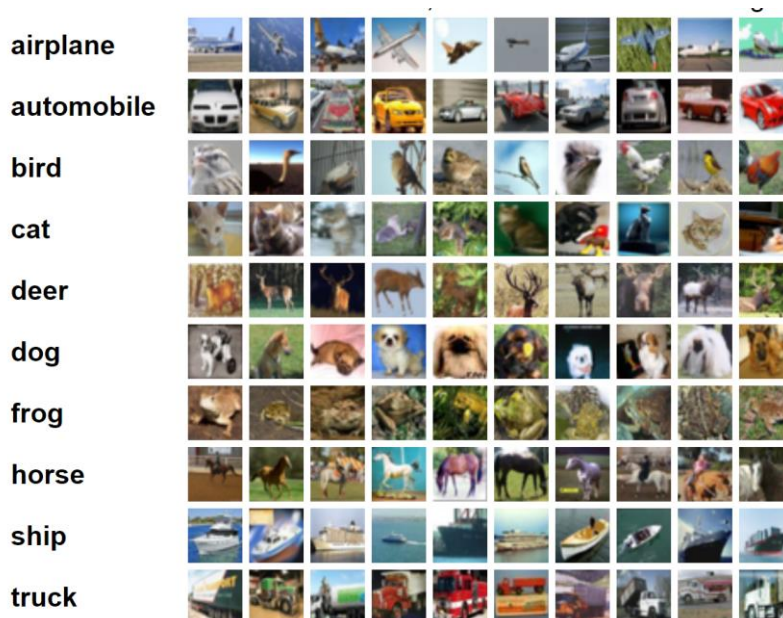 airplane
automobile
bird
cat
deer
dog
frog
horse
ship
truck